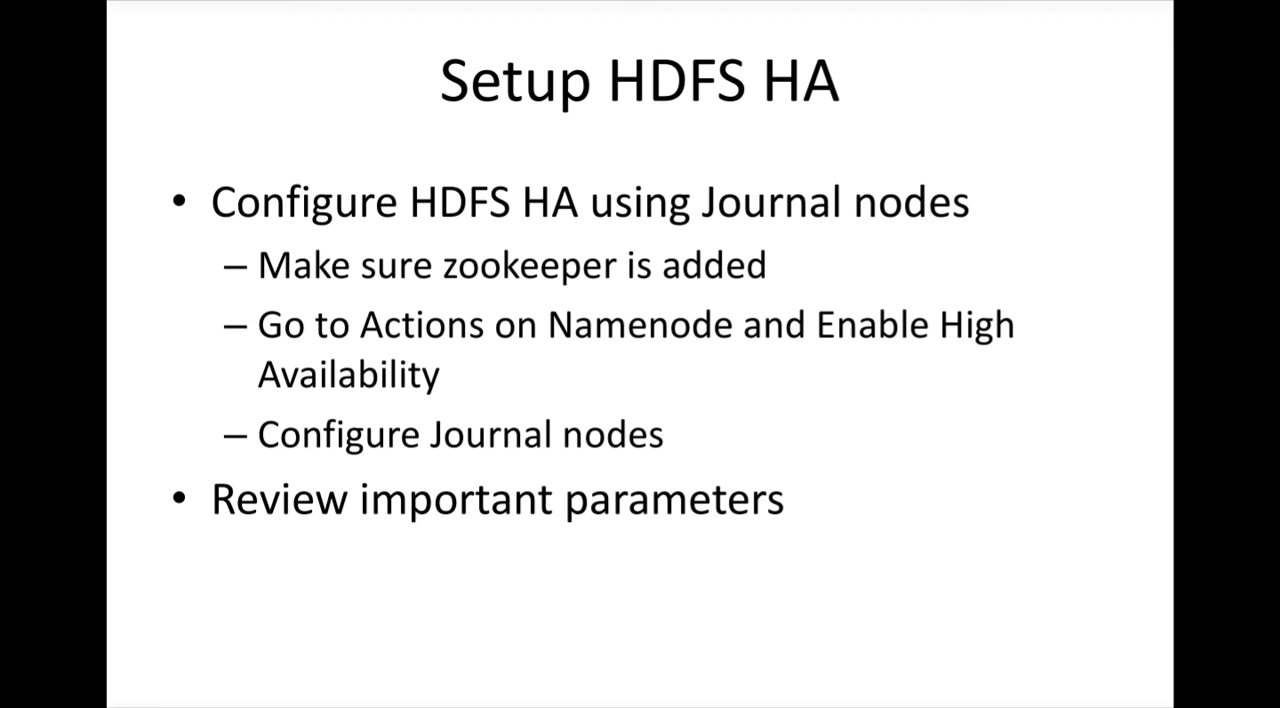 Setup HDFS HA
• Configure HDFS HA using Journal nodes
– Make sure zookeeper is added
– Go to Actions on Namenode and Enable High
Availability
– Configure Journal nodes
• Review important parameters